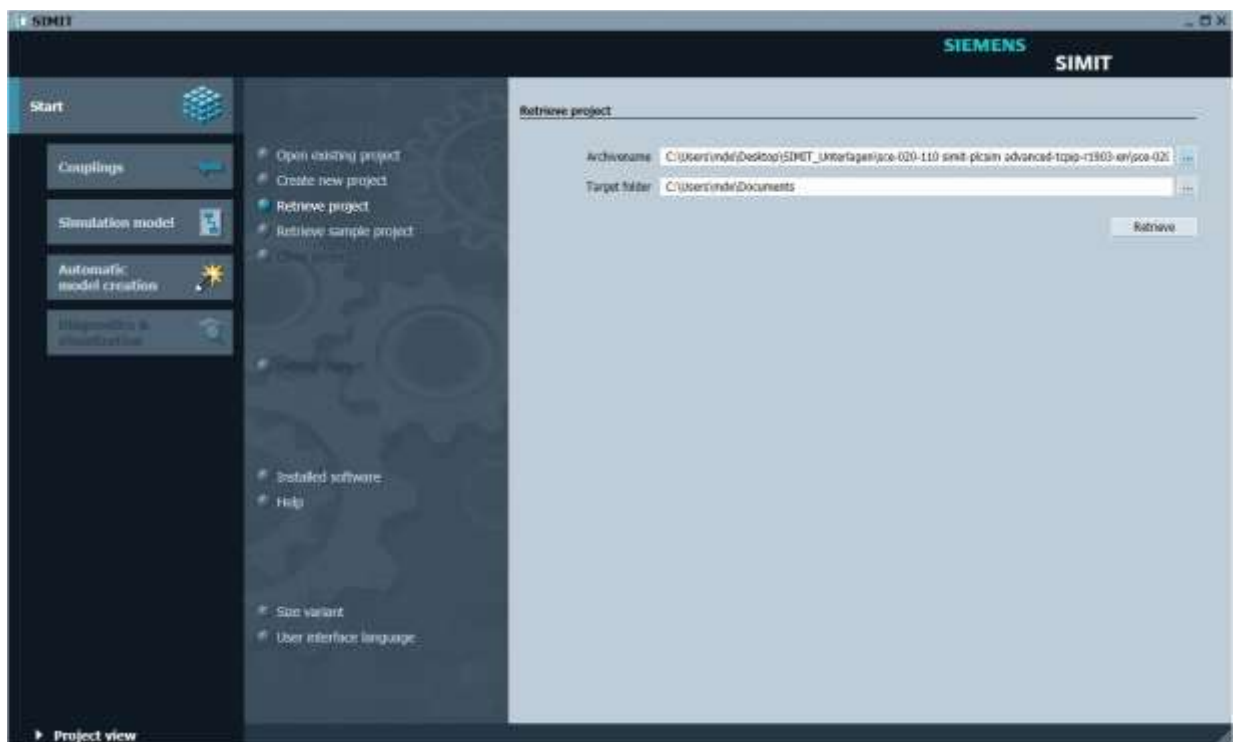 SIMIT
SIEMENS
SIMIT
Start
Couplings
Simulation model
Automatic
model creation
Diagnostics &
visualization
Open existing project
Create new project
Retrieve project
Retrieve sample project
Installed software
Help
Size variant
User interface language
Retrieve project
Archivename C:\Users\mde\Desktop\SIMIT_Unterlagen\sce-020-110 simit-plcsim advanced-tcpip-r1903-en\sce-020 ...
Target folder C:\Users\mde\Documents ...
Retrieve
Project view